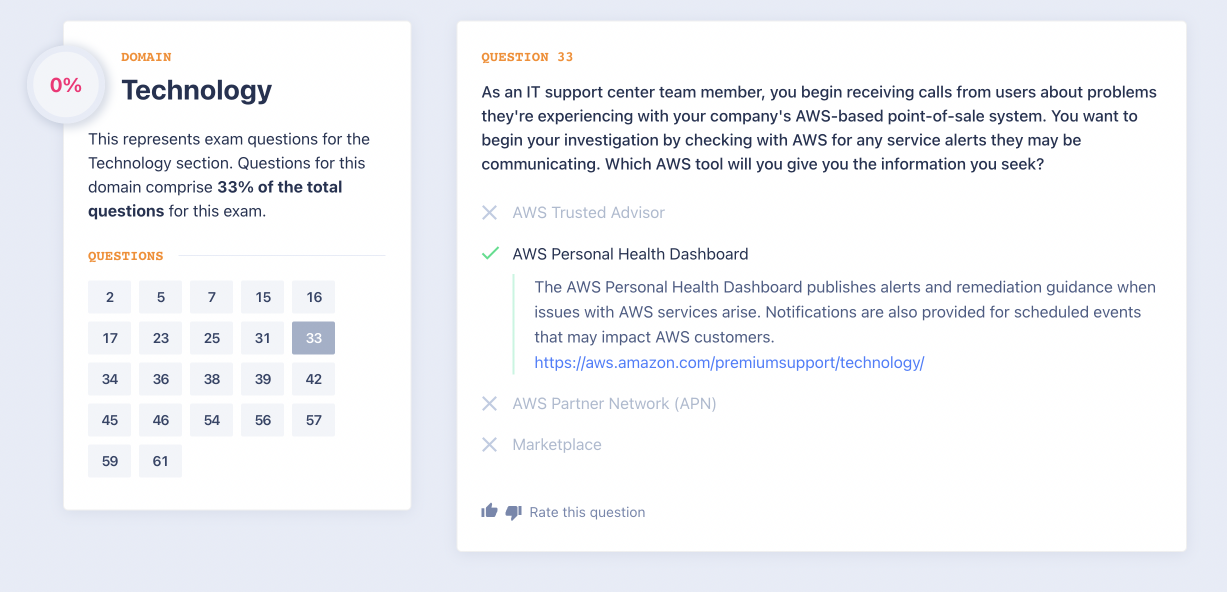 0%
DOMAIN
Technology
This represents exam questions for the
Technology section. Questions for this
domain comprise 33% of the total
questions for this exam.
QUESTIONS
2 5 7 15 16
17 23 25 31 33
34 36 38 39 42
45 46 54 56 57
59 61
QUESTION 33
As an IT support center team member, you begin receiving calls from users about problems
they're experiencing with your company's AWS-based point-of-sale system. You want to
begin your investigation by checking with AWS for any service alerts they may be
communicating. Which AWS tool will you give you the information you seek?
AWS Trusted Advisor
AWS Personal Health Dashboard
The AWS Personal Health Dashboard publishes alerts and remediation guidance when
issues with AWS services arise. Notifications are also provided for scheduled events
that may impact AWS customers.
https://aws.amazon.com/premiumsupport/technology/
AWS Partner Network (APN)
Marketplace
Rate this question